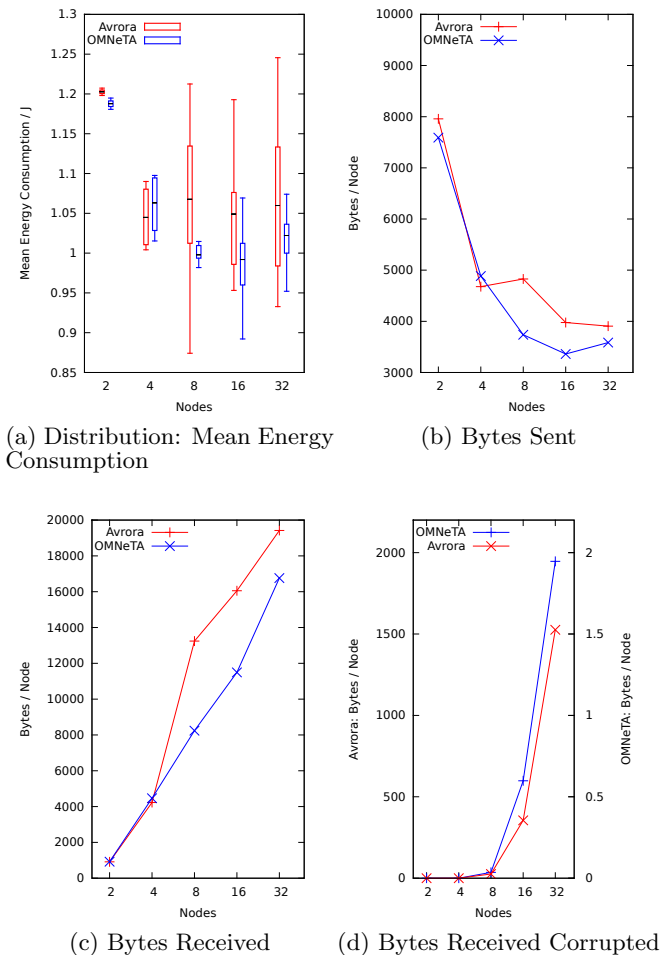 1.3
1.25
1.2
1.15
1.1
1.05
1
0.95
0.9
0.85
Mean Energy Consumption / J
Avrora
OMNeTA
2 4 8 16 32
Nodes
(a) Distribution: Mean Energy
Consumption
10000
9000
8000
7000
6000
5000
4000
3000
Bytes / Node
Avrora
OMNeTA
2 4 8 16 32
Nodes
(b) Bytes Sent
20000
18000
16000
14000
12000
10000
8000
6000
4000
2000
0
Bytes / Node
Avrora
OMNeTA
2 4 8 16 32
Nodes
(c) Bytes Received
2000
1500
1000
500
0
Avrora: Bytes / Node
OMNeTA
Avrora
2
1.5
1
0.5
0
OMNeTA: Bytes / Node
2 4 8 16 32
Nodes
(d) Bytes Received Corrupted